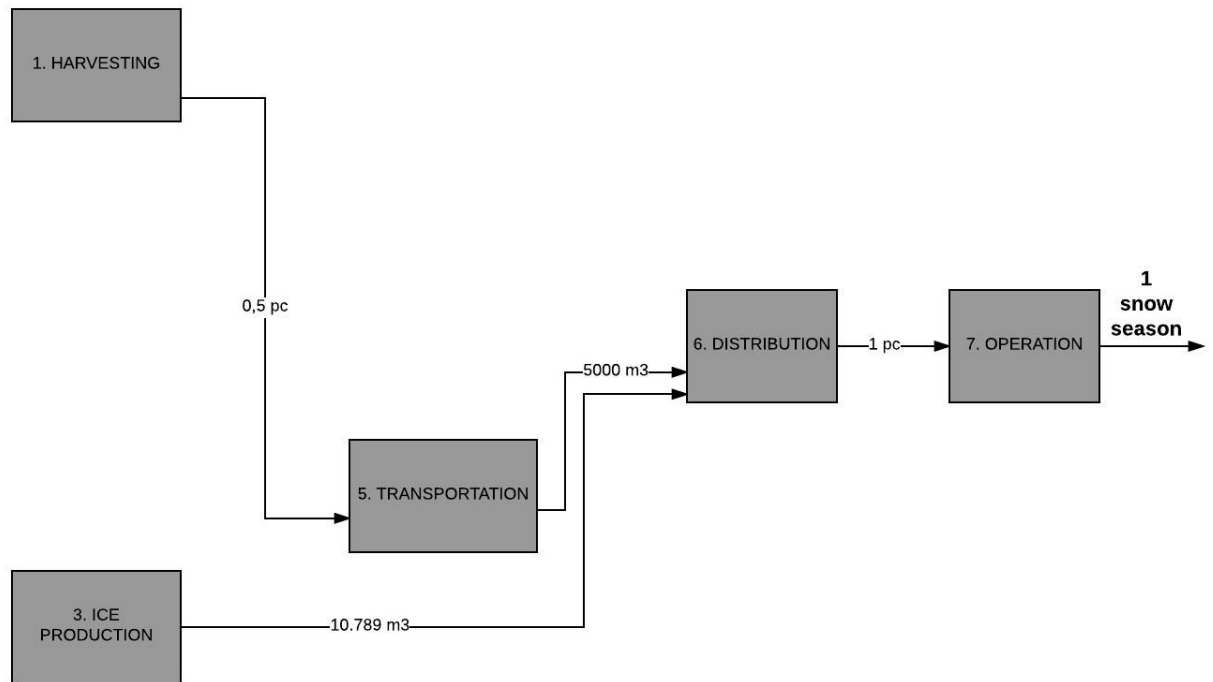 1. HARVESTING
0,5 pc
1
snow
season
6. DISTRIBUTION
1 pc
7. OPERATION
5000 m3
5. TRANSPORTATION
3. ICE
PRODUCTION
10.789 m3